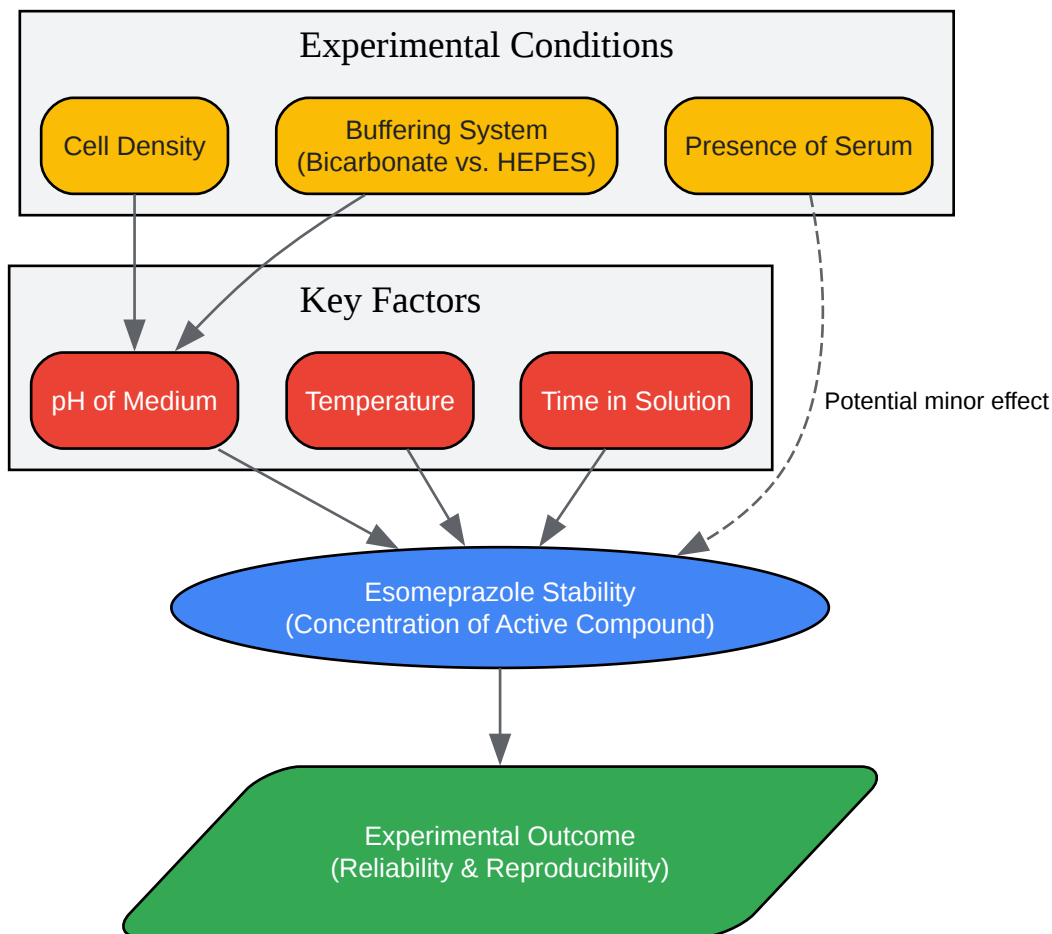 Experimental Conditions
Cell Density
Buffering System
(Bicarbonate vs. HEPES)
Presence of Serum
Key Factors
pH of Medium
Temperature
Time in Solution
Potential minor effect
Esomeprazole Stability
(Concentration of Active Compound)
Experimental Outcome
(Reliability & Reproducibility)